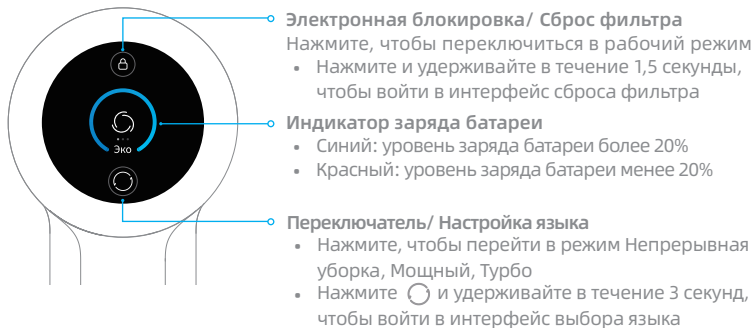 Электронная блокировка/ Сброс фильтра
Нажмите, чтобы переключиться в рабочий режим
• Нажмите и удерживайте в течение 1,5 секунды,
чтобы войти в интерфейс сброса фильтра
Индикатор заряда батареи
• Синий: уровень заряда батареи более 20%
• Красный: уровень заряда батареи менее 20%
Эко
Переключатель/ Настройка языка
• Нажмите, чтобы перейти в режим Непрерывная
уборка, Мощный, Турбо
• Нажмите и удерживайте в течение 3 секунд,
чтобы войти в интерфейс выбора языка